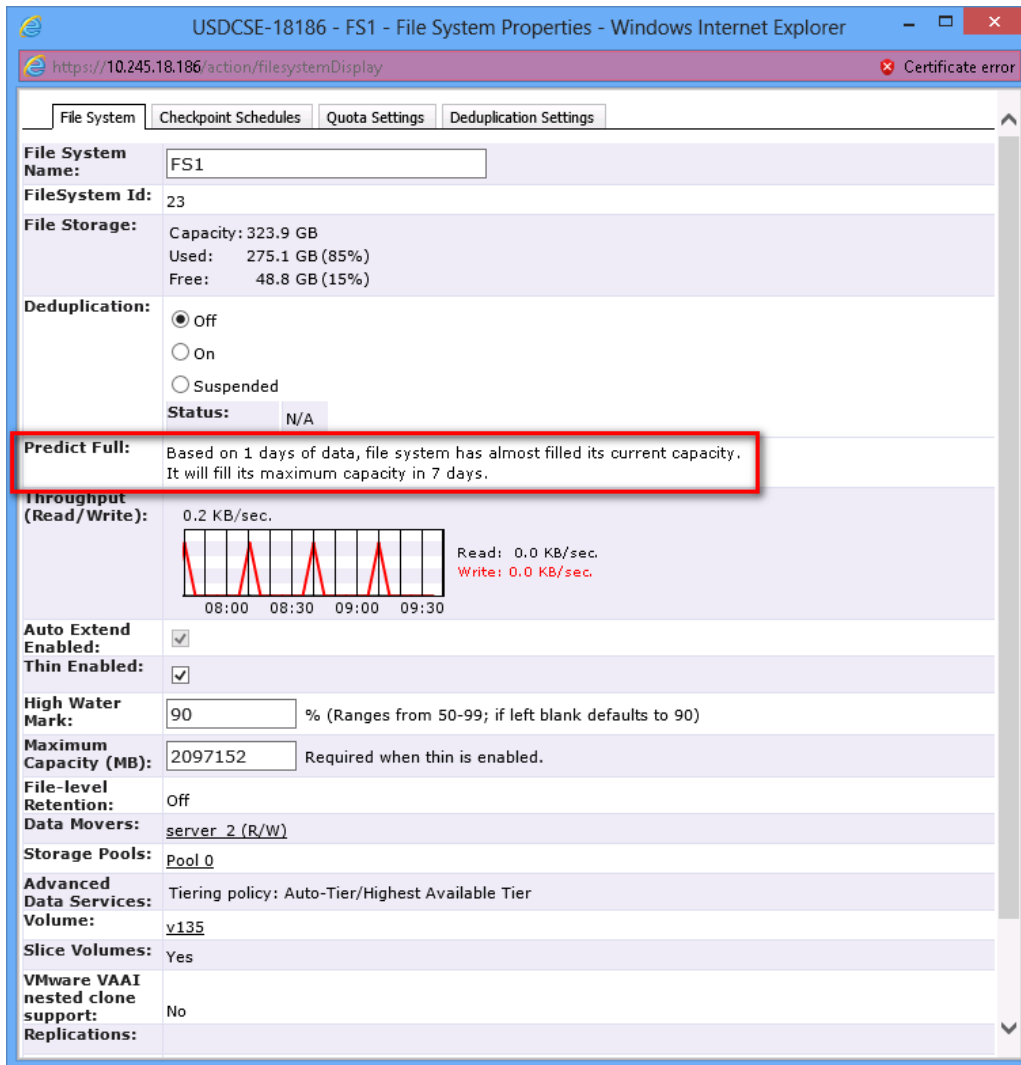 USDCSE-18186 - FS1 - File System Properties - Windows Internet Explorer
https://10.245.18.186/action/filesystemDisplay Certificate error
File System Checkpoint Schedules Quota Settings Deduplication Settings
File System
Name: FS1
FileSystem Id: 23
File Storage: Capacity: 323.9 GB
Used: 275.1 GB (85%)
Free: 48.8 GB (15%)
Deduplication: Off
On
Suspended
Status: N/A
Predict Full: Based on 1 days of data, file system has almost filled its current capacity.
It will fill its maximum capacity in 7 days.
Throughput
(Read/Write): 0.2 KB/sec.
Read: 0.0 KB/sec.
Write: 0.0 KB/sec.
08:00 08:30 09:00 09:30
Auto Extend
Enabled:
Thin Enabled:
High Water
Mark: 90 % (Ranges from 50-99; if left blank defaults to 90)
Maximum
Capacity (MB): 2097152 Required when thin is enabled.
File-level
Retention: Off
Data Movers: server_2 (R/W)
Storage Pools: Pool 0
Advanced
Data Services: Tiering policy: Auto-Tier/Highest Available Tier
Volume: v135
Slice Volumes: Yes
VMware VAAI
nested clone
support: No
Replications: